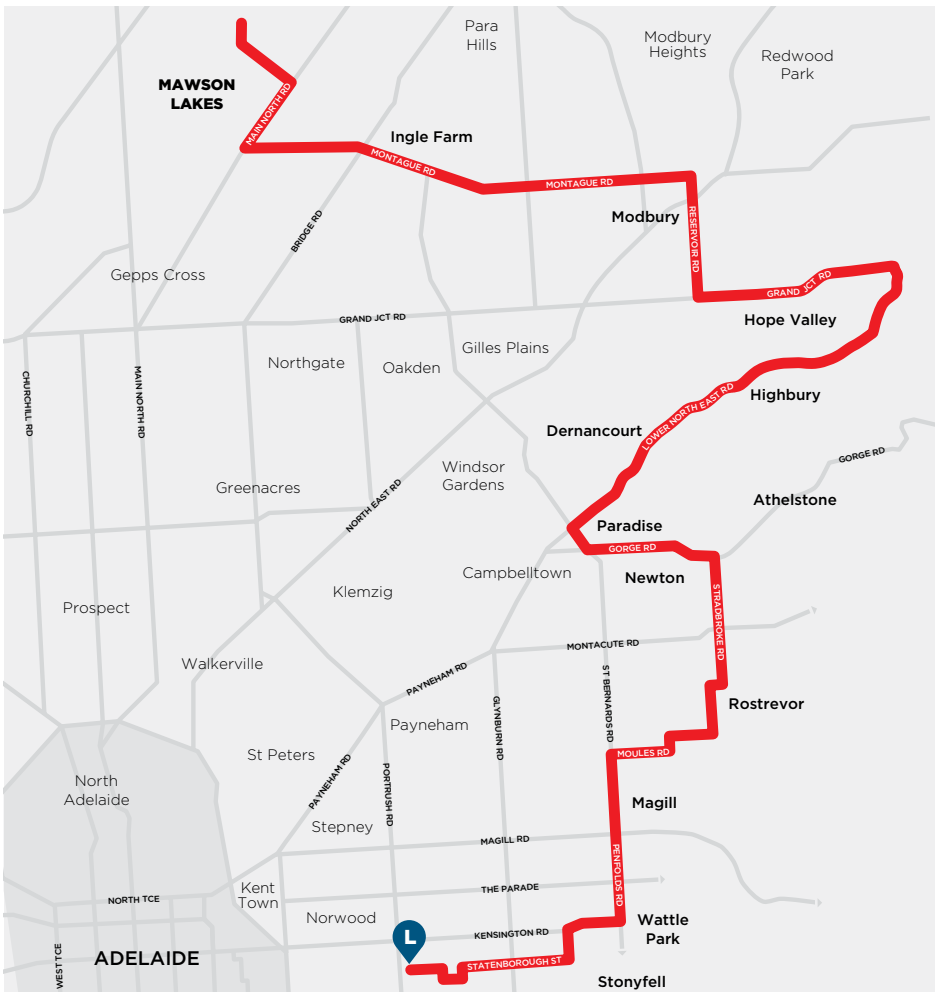 Para
Hills
Modbury
Heights
Redwood
Park
MAWSON
LAKES
MAIN NORTH RD
Ingle Farm
MONTAGUE RD
MONTAGUE RD
Modbury
RESERVOIR RD
BRIDGE RD
Gepps Cross
GRAND JCT RD
Hope Valley
GRAND JCT RD
Gilles Plains
Northgate
Oakden
CHURCHILL RD
MAIN NORTH RD
Highbury
LOWER NORTH EAST RD
Dernancourt
GORGE RD
Windsor
Gardens
Greenacres
NORTH EAST RD
Athelstone
Paradise
GORGE RD
Newton
Campbelltown
Klemzig
STRADBROKE RD
Prospect
MONTACUTE RD
Walkerville
PAYNEHAM RD
ST BERNARDS RD
GLYNBURN RD
Rostrevor
Payneham
St Peters
PAYNEHAM RD
PORTRUSH RD
MOULES RD
North
Adelaide
Magill
Stepney
MAGILL RD
PENFOLDS RD
Kent
Town
THE PARADE
NORTH TCE
Norwood
Wattle
Park
KENSINGTON RD
L
WEST TCE
ADELAIDE
STATENBOROUGH ST
Stonyfell